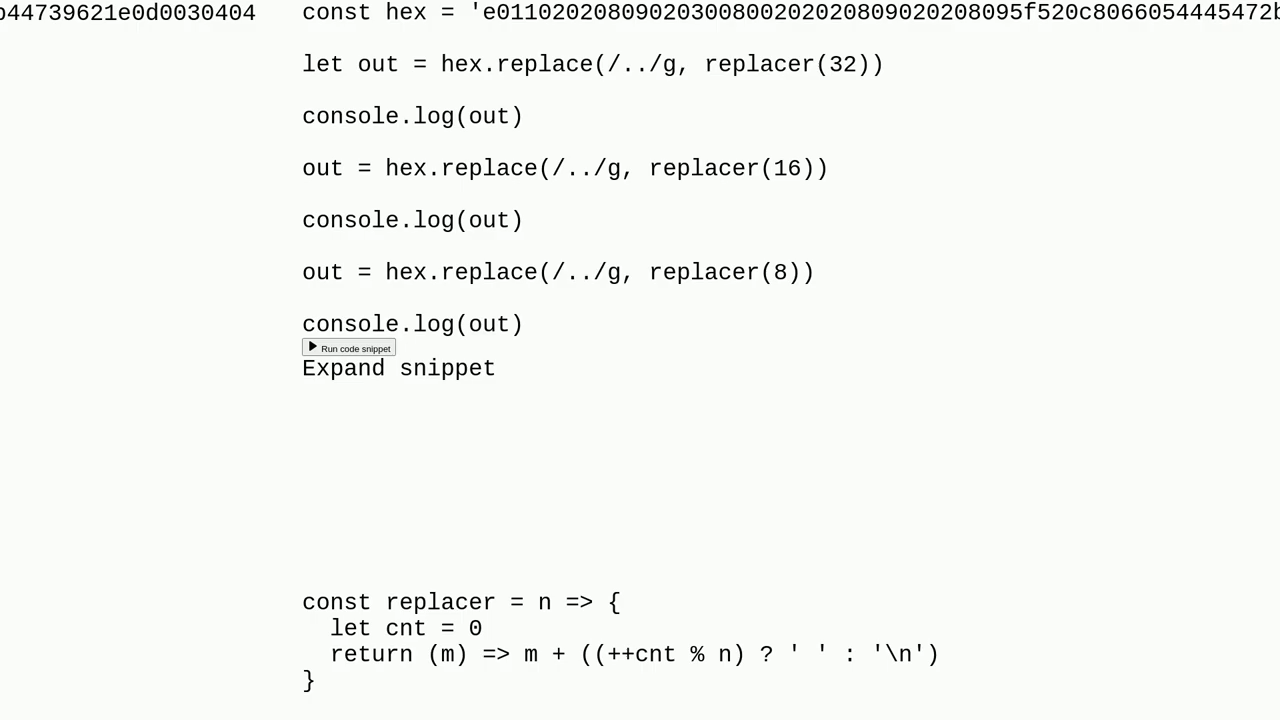 b44739621e0d0030404
const hex = 'e0110202080902030080020202080902020809 5f520c8066054445472b
let out = hex.replace(/../g, replacer(32))
console.log(out)
out = hex.replace(/../g, replacer(16))
console.log(out)
out = hex.replace(/../g, replacer(8))
console.log(out)
Run code snippet
Expand snippet
const replacer = n => {
let cnt = 0
return (m) => m + ((++cnt % n) ? ' ' : '\n')
}